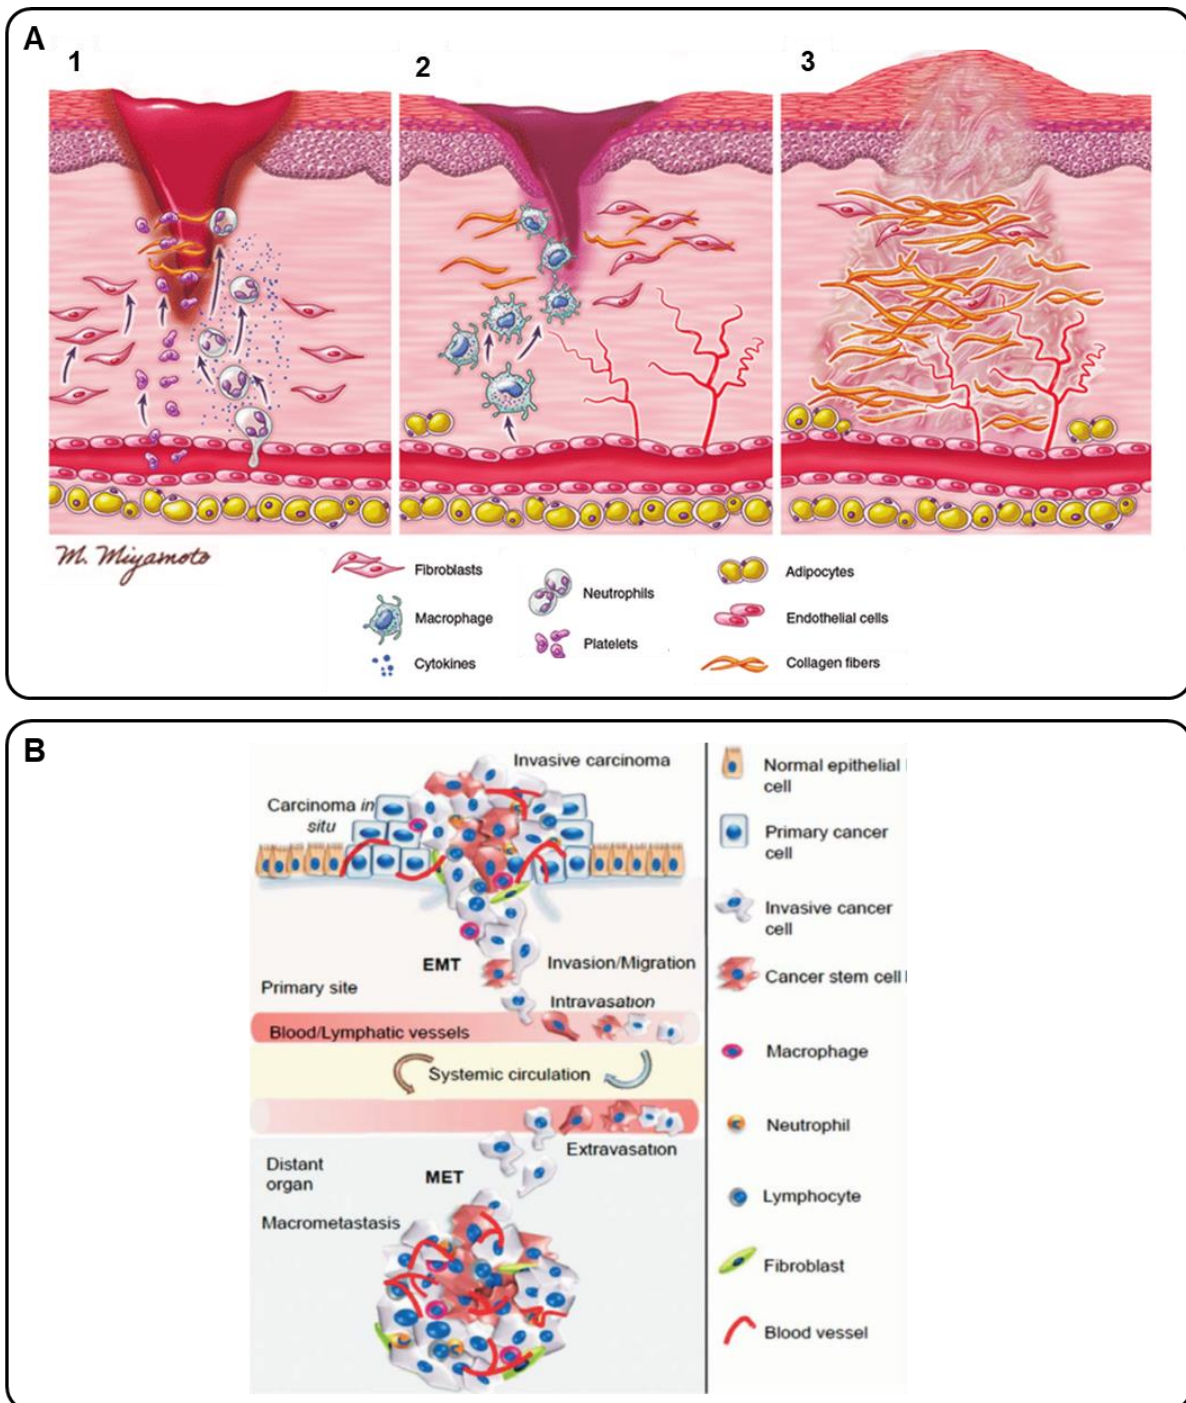 A
1
2
3
M. Miyamoto
Fibroblasts
Macrophage
Cytokines
Neutrophils
Platelets
Adipocytes
Endothelial cells
Collagen fibers
B
Invasive carcinoma
Carcinoma in
situ
EMT
Invasion/Migration
Primary site
Intravasation
Blood/Lymphatic vessels
Systemic circulation
Extravasation
Distant
organ
MET
Macrometastasis
Normal epithelial
cell
Primary cancer
cell
Invasive cancer
cell
Cancer stem cell
Macrophage
Neutrophil
Lymphocyte
Fibroblast
Blood vessel